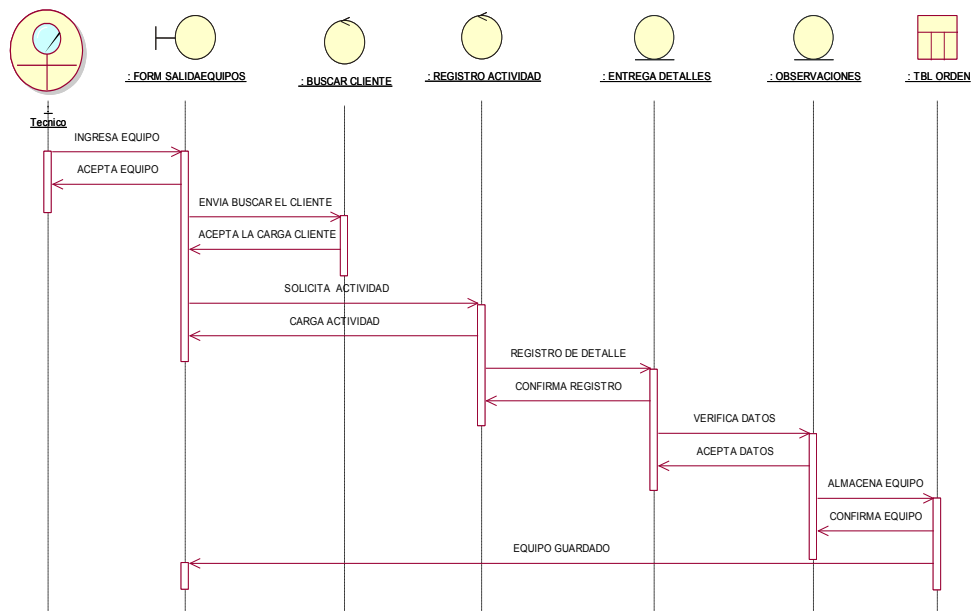 : FORM SALIDAEQUIPOS
: BUSCAR CLIENTE
: REGISTRO ACTIVIDAD
: ENTREGA DETALLES
: OBSERVACIONES
: TBL ORDEN
: Tecnico
INGRESA EQUIPO
ACEPTA EQUIPO
ENVIA BUSCAR EL CLIENTE
ACEPTA LA CARGA CLIENTE
SOLICITA ACTIVIDAD
CARGA ACTIVIDAD
REGISTRO DE DETALLE
CONFIRMA REGISTRO
VERIFICA DATOS
ACEPTA DATOS
ALMACENA EQUIPO
CONFIRMA EQUIPO
EQUIPO GUARDADO